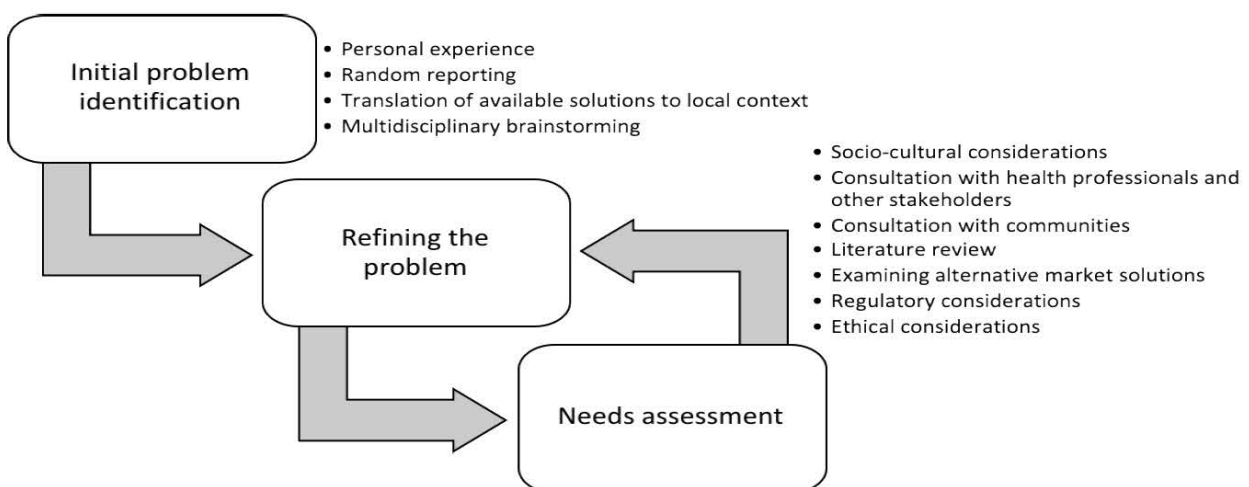 Initial problem
identification
• Personal experience
• Random reporting
• Translation of available solutions to local context
• Multidisciplinary brainstorming
Refining the
problem
• Socio-cultural considerations
• Consultation with health professionals and
other stakeholders
• Consultation with communities
• Literature review
• Examining alternative market solutions
• Regulatory considerations
• Ethical considerations
Needs assessment